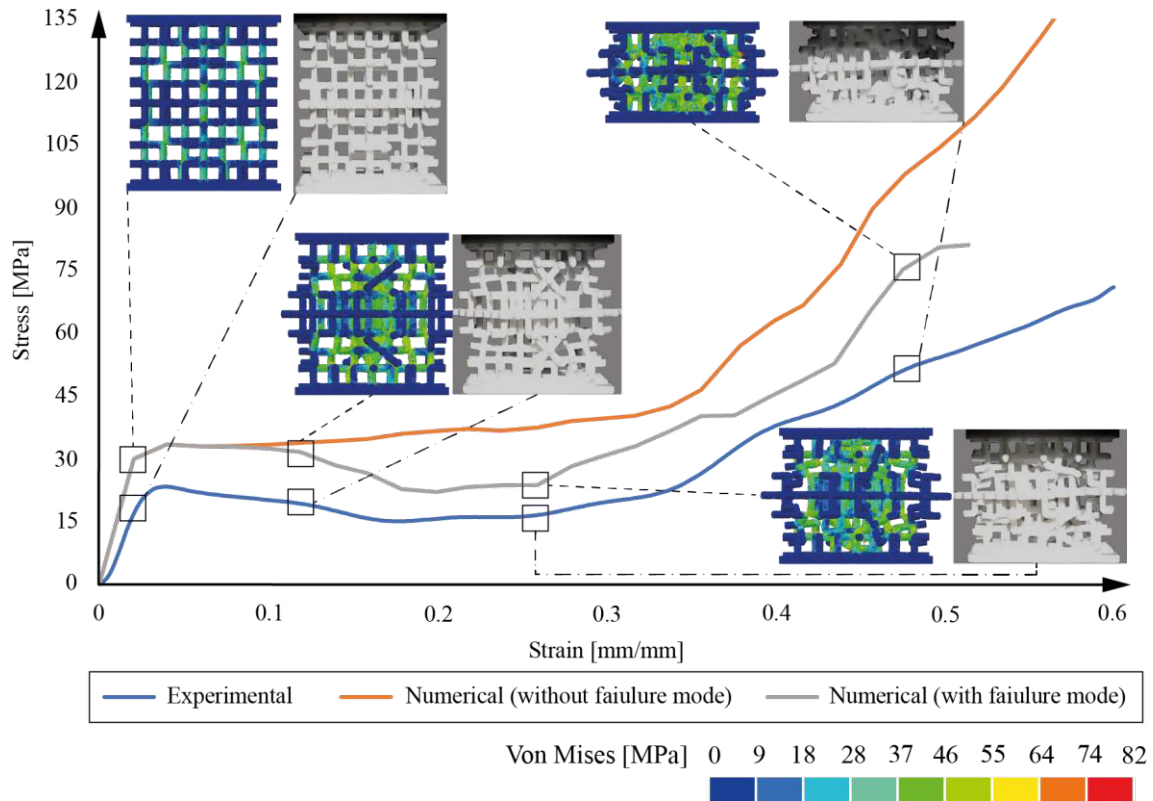 135
120
105
90
75
60
45
30
15
0
Stress [MPa]
0 0.1 0.2 0.3 0.4 0.5 0.6
Strain [mm/mm]
Experimental Numerical (without faiulure mode) Numerical (with faiulure mode)
Von Mises [MPa] 0 9 18 28 37 46 55 64 74 82